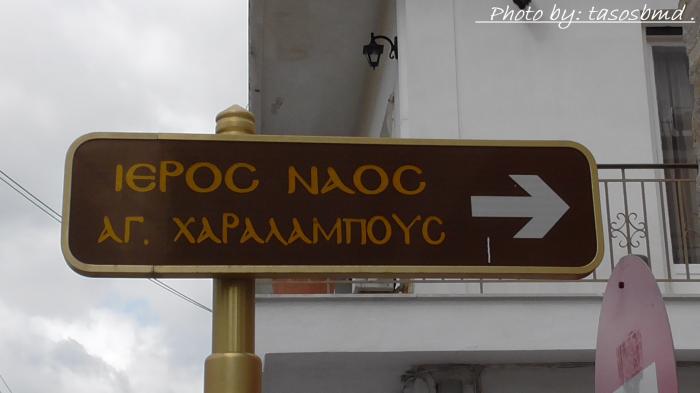 Photo by: tasosbmd .
ΙΕΡΟΣ ΝΑΟΣ
ΑΓ. ΧΑΡΑΛΑΜΠΟΥΣ